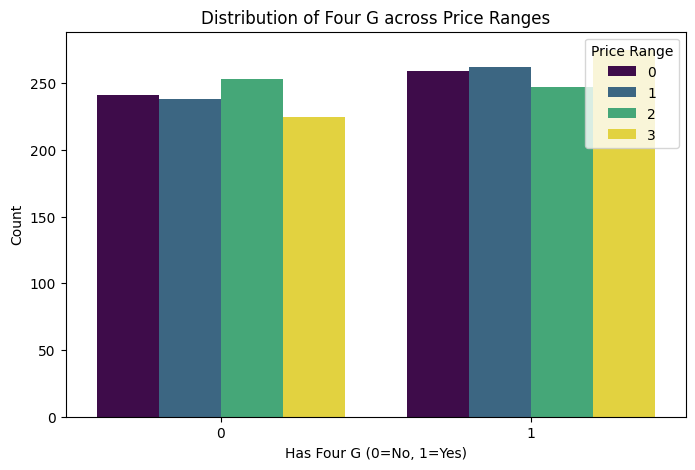 Distribution of Four G across Price Ranges
Price Range
0
1
2
3
250
200
150
100
50
0
Count
0 1
Has Four G (0=No, 1=Yes)